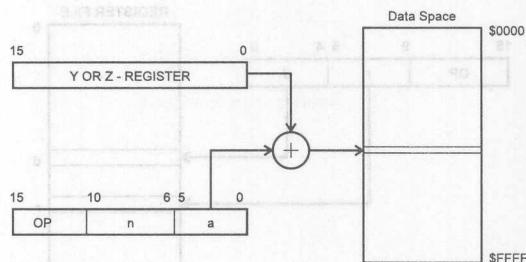 Data Space
$0000
15 0
Y OR Z - REGISTER
+
15 10 6 5 0
OP n a
$FFFF